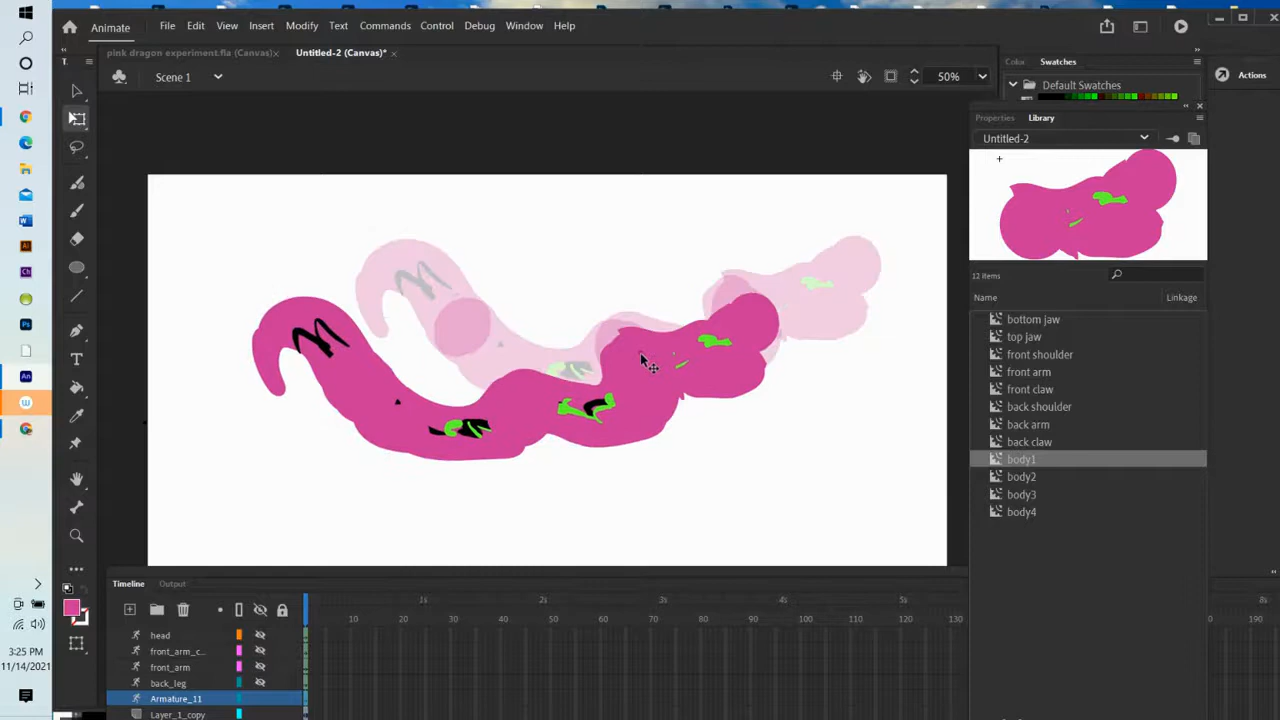 Animate File Edit View Insert Modify Text Commands Control Debug Window Help
pink dragon experiment.fla (Canvas)× Untitled-2 (Canvas)* ×
Scene 1 50%
Color Swatches
Default Swatches
Actions
Properties Library
Untitled-2
12 items
Name Linkage
bottom jaw
top jaw
front shoulder
front arm
front claw
back shoulder
back arm
back claw
body1
body2
body3
body4
Timeline Output
1s 2s 3s 4s 5s 8s
10 20 30 40 50 60 70 80 90 100 110 120 130 190
head
front_arm_c...
front_arm
back_leg
Armature_11
Layer_1_copy
3:25 PM
11/14/2021